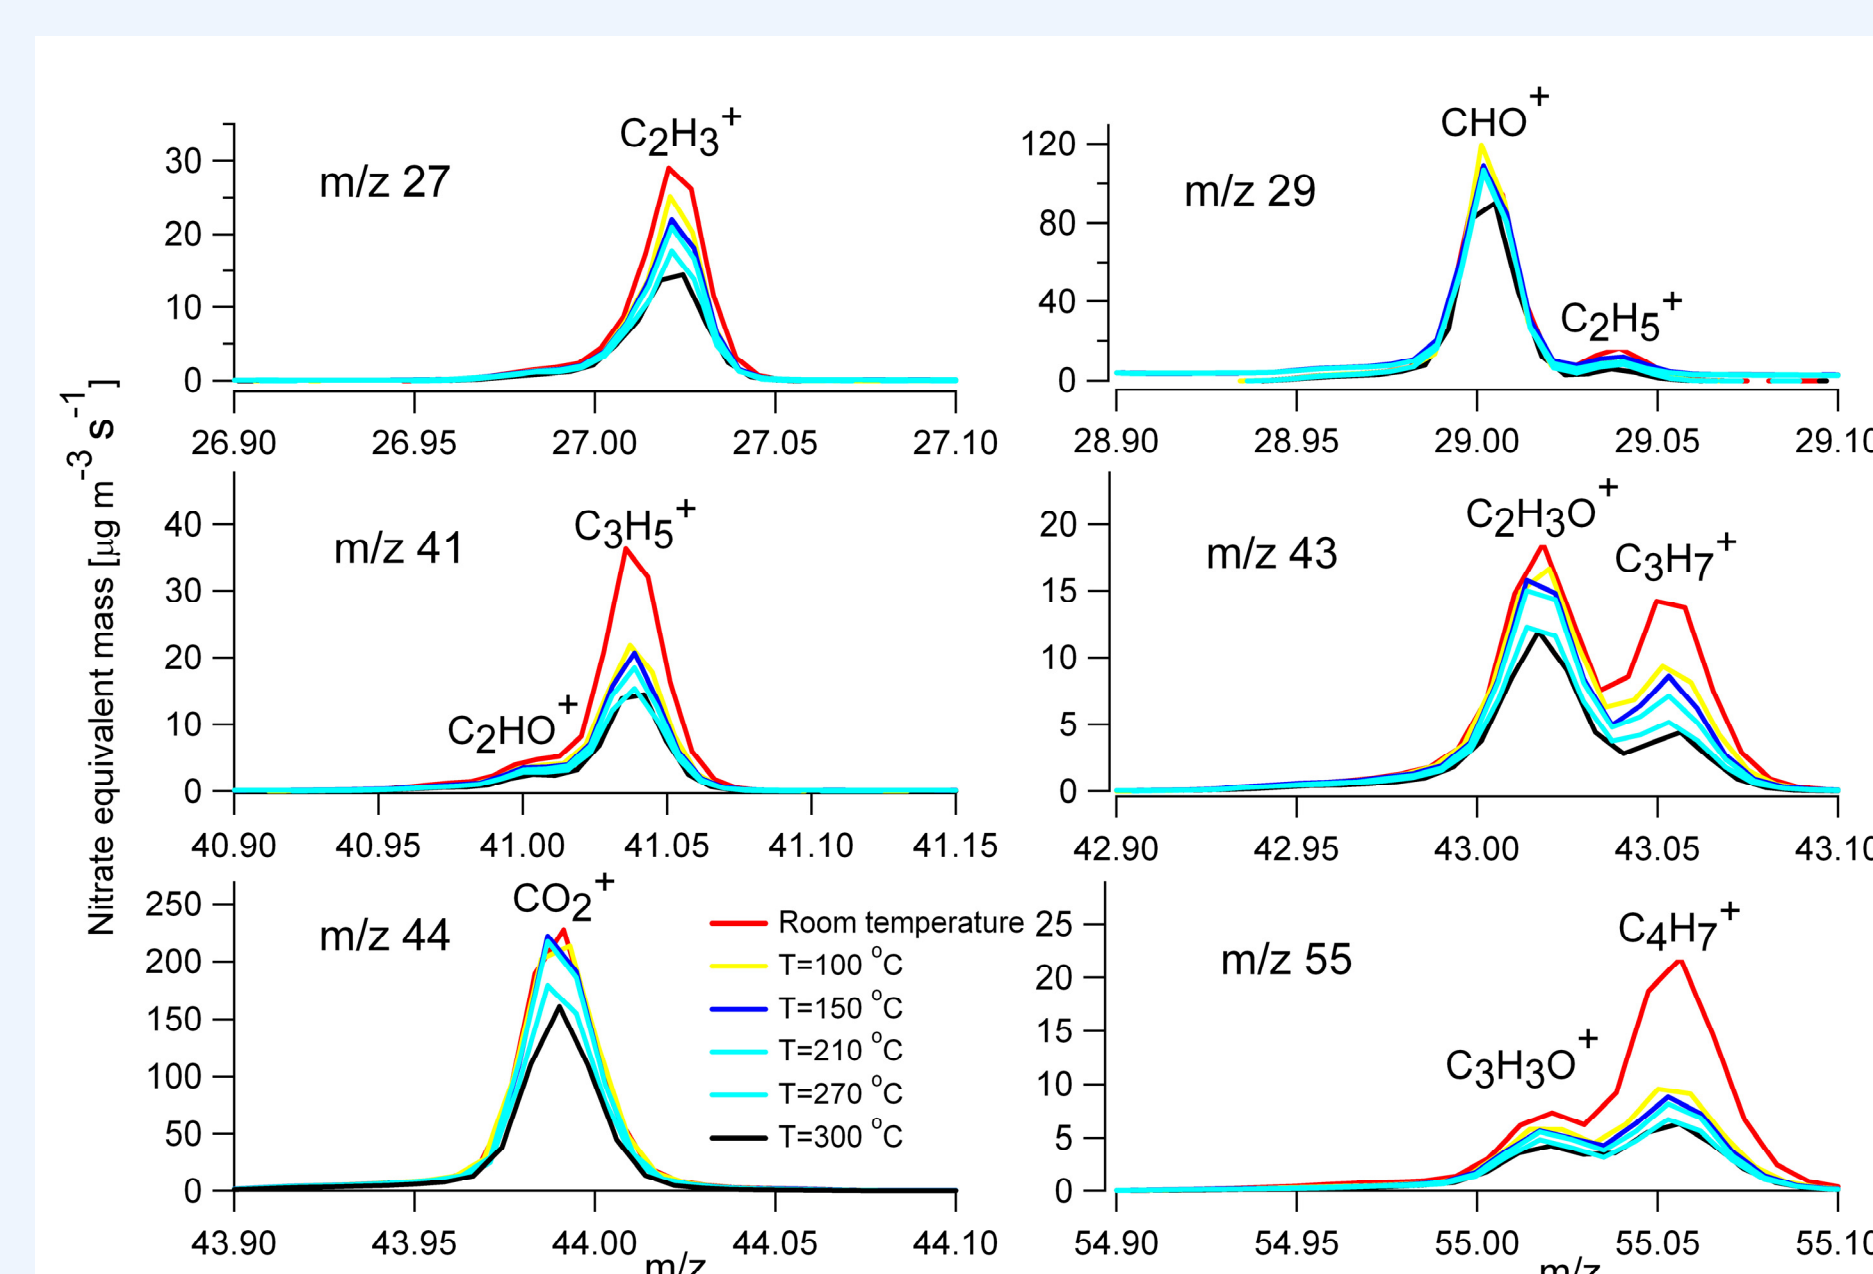 Nitrate equivalent mass [µg m⁻³ s⁻¹]
m/z 27
C₂H₃⁺
30
20
10
0
26.90 26.95 27.00 27.05 27.10
m/z 29
CHO⁺
C₂H₅⁺
120
80
40
0
28.90 28.95 29.00 29.05 29.10
m/z 41
C₂HO⁺
C₃H₅⁺
40
30
20
10
0
40.90 40.95 41.00 41.05 41.10 41.15
m/z 43
C₂H₃O⁺
C₃H₇⁺
20
15
10
5
0
42.90 42.95 43.00 43.05 43.10
m/z 44
CO₂⁺
250
200
150
100
50
0
43.90 43.95 44.00 44.05 44.10
m/z
Room temperature
T=100 °C
T=150 °C
T=210 °C
T=270 °C
T=300 °C
m/z 55
C₃H₃O⁺
C₄H₇⁺
25
20
15
10
5
0
54.90 54.95 55.00 55.05 55.10
m/z